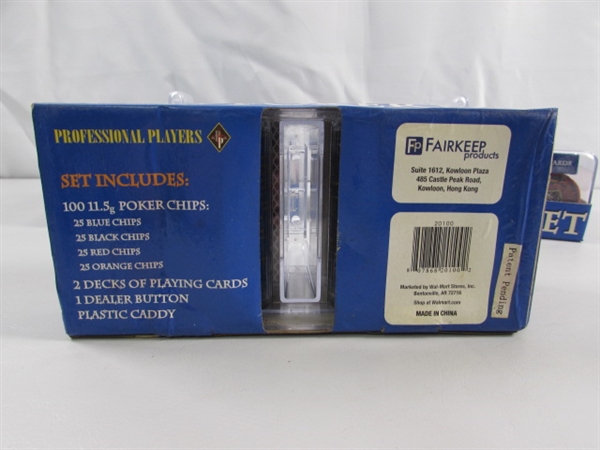 PROFESSIONAL PLAYERS
SET INCLUDES:
100 11.5g POKER CHIPS:
25 BLUE CHIPS
25 BLACK CHIPS
25 RED CHIPS
25 ORANGE CHIPS
2 DECKS OF PLAYING CARDS
1 DEALER BUTTON
PLASTIC CADDY
FP FAIRKEEP
products
Suite 1612, Kowloon Plaza
485 Castle Peak Road,
Kowloon, Hong Kong
20100
Marketed by Wal-Mart Stores, Inc.
Bentonville, AR 72716
Shop at Walmart.com
MADE IN CHINA
Patent Pending
ARDS
ET